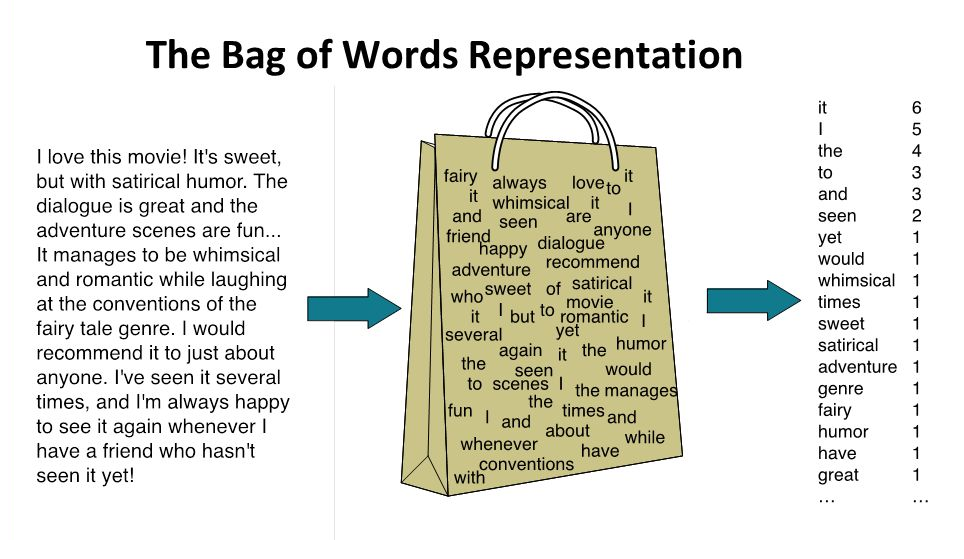 The Bag of Words Representation
I love this movie! It's sweet,
but with satirical humor. The
dialogue is great and the
adventure scenes are fun...
It manages to be whimsical
and romantic while laughing
at the conventions of the
fairy tale genre. I would
recommend it to just about
anyone. I've seen it several
times, and I'm always happy
to see it again whenever I
have a friend who hasn't
seen it yet!
fairy always love to it
it whimsical it I
and seen are anyone
friend happy dialogue
adventure recommend
who sweet of satirical it
it I but to movie romantic I
several yet
again it the humor
the seen would
to scenes I the manages
fun I and the times and
whenever about while
conventions have
with
it 6
I 5
the 4
to 3
and 3
seen 2
yet 1
would 1
whimsical 1
times 1
sweet 1
satirical 1
adventure 1
genre 1
fairy 1
humor 1
have 1
great 1
... ...